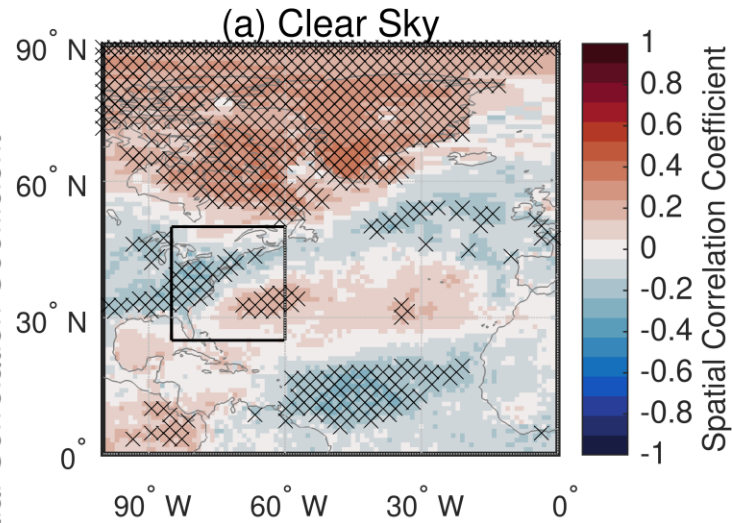 (a) Clear Sky
90° N
60° N
30° N
0°
90° W
60° W
30° W
0°
1
0.8
0.6
0.4
0.2
0
-0.2
-0.4
-0.6
-0.8
-1
Spatial Correlation Coefficient